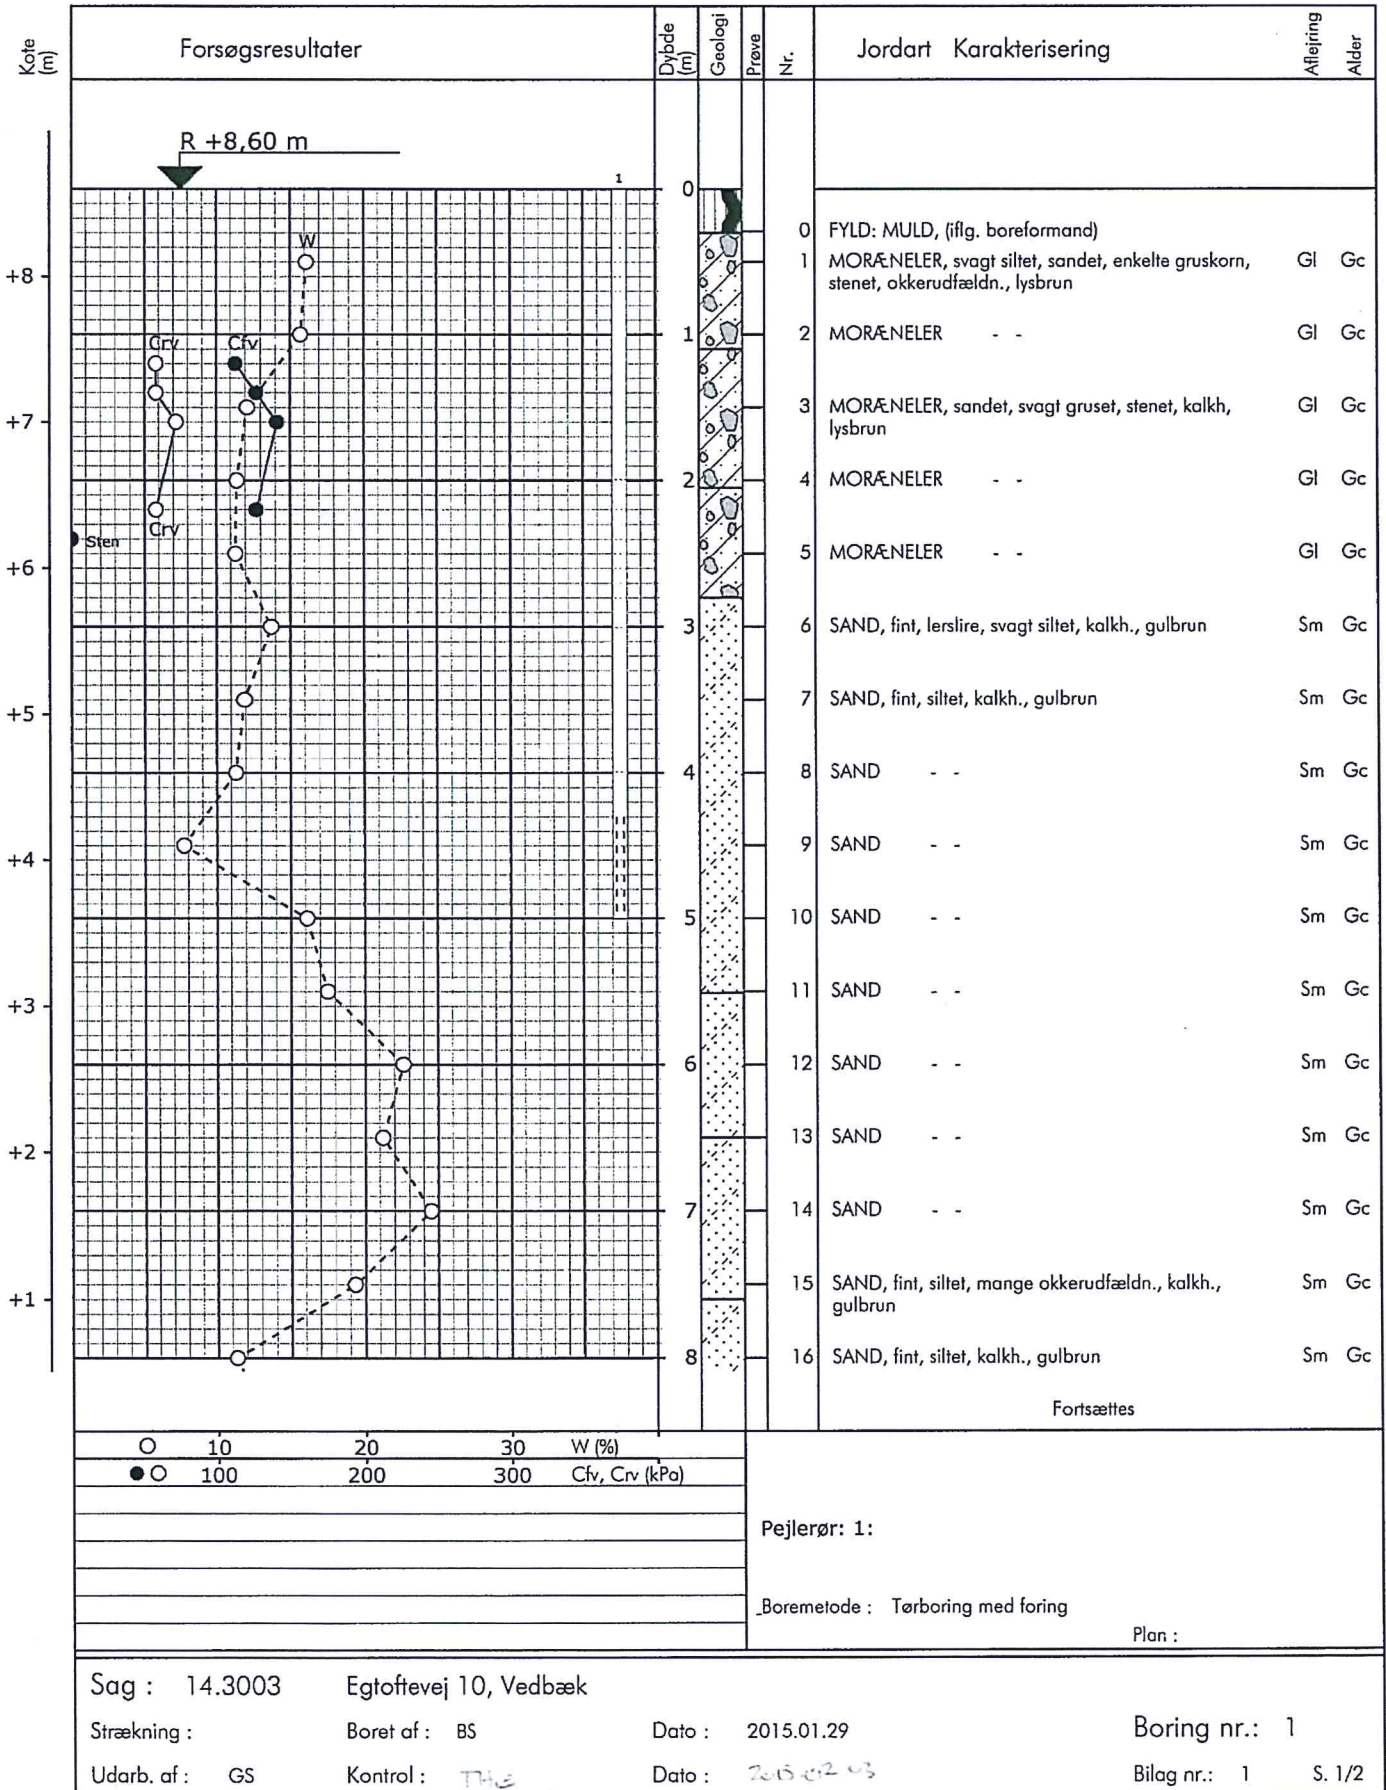 Kote (m)
Forsøgsresultater
Dybde (m)
Geologi
Prøve
Nr.
Jordart Karakterisering
Aflejring
Alder
R +8,60 m
1
0
W
0 FYLD: MULD, (iflg. boreformand)
+8
1 MORÆNELER, svagt siltet, sandet, enkelte gruskorn, Gl Gc
stenet, okkerudfældn., lysbrun
1
2 MORÆNELER - - Gl Gc
Crv Cfv
+7
3 MORÆNELER, sandet, svagt gruset, stenet, kalkh, Gl Gc
lysbrun
2
4 MORÆNELER - - Gl Gc
Crv
Sten
5 MORÆNELER - - Gl Gc
+6
3
6 SAND, fint, lerslire, svagt siltet, kalkh., gulbrun Sm Gc
7 SAND, fint, siltet, kalkh., gulbrun Sm Gc
+5
4
8 SAND - - Sm Gc
9 SAND - - Sm Gc
+4
5
10 SAND - - Sm Gc
11 SAND - - Sm Gc
+3
6
12 SAND - - Sm Gc
13 SAND - - Sm Gc
+2
7
14 SAND - - Sm Gc
15 SAND, fint, siltet, mange okkerudfældn., kalkh., Sm Gc
gulbrun
+1
8
16 SAND, fint, siltet, kalkh., gulbrun Sm Gc
Fortsættes
10 20 30 W (%)
100 200 300 Cfv, Crv (kPa)
Pejlerør: 1:
Boremetode : Tørboring med foring
Plan :
Sag : 14.3003 Egtoftevej 10, Vedbæk
Strækning : Boret af : BS Dato : 2015.01.29 Boring nr.: 1
Udarb. af : GS Kontrol : Dato : Bilag nr.: 1 S. 1/2